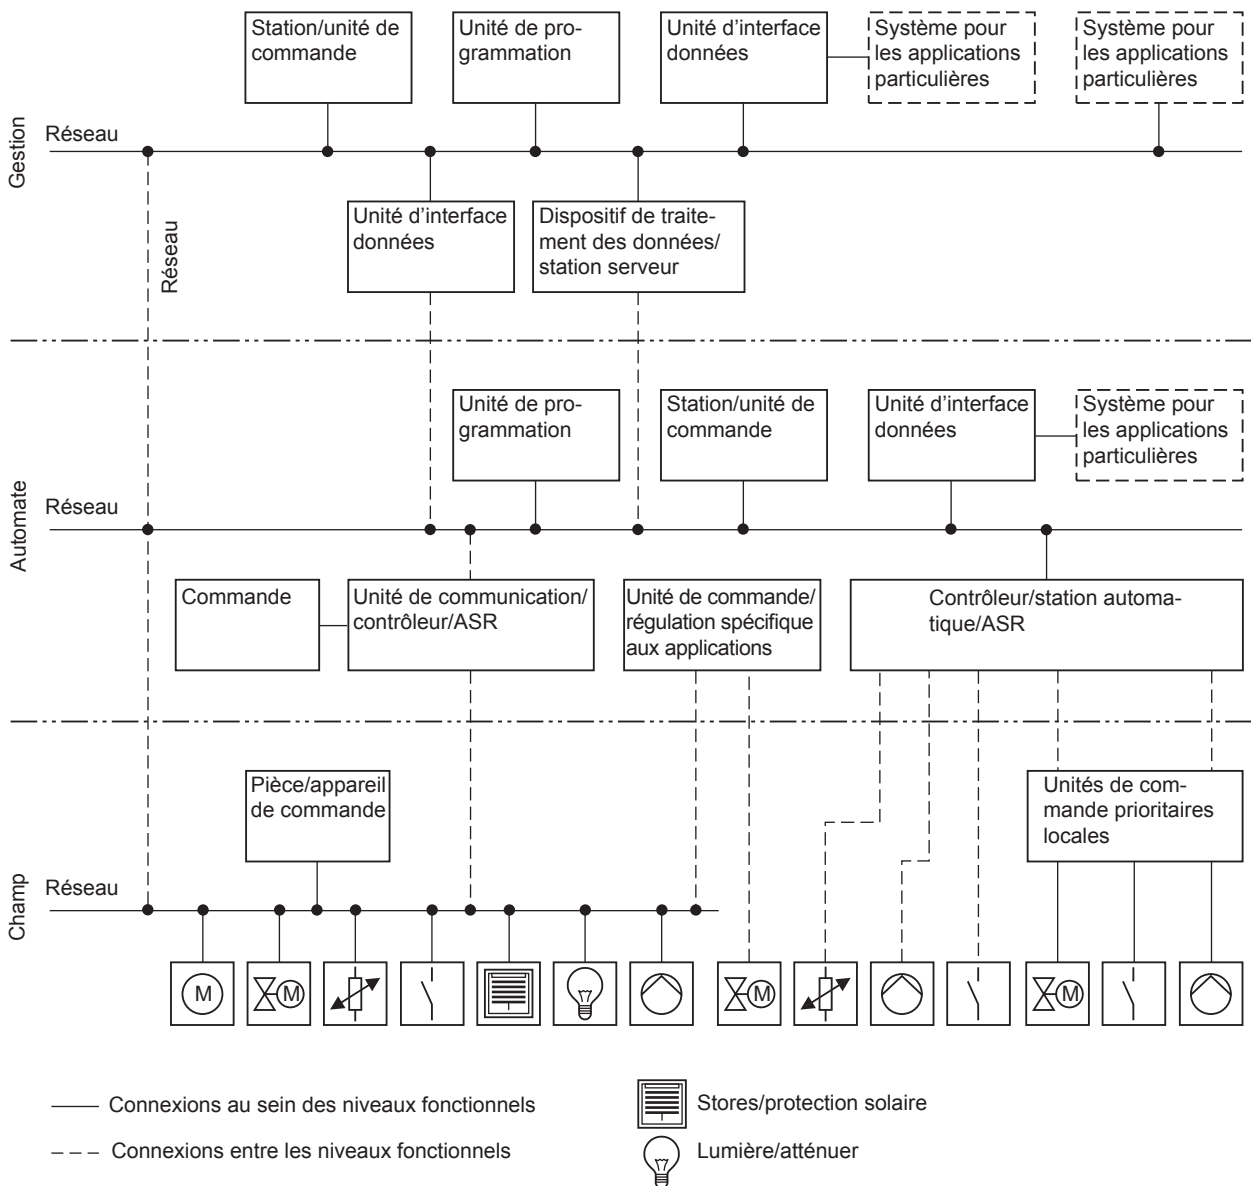 Station/unité de
commande
Unité de pro-
grammation
Unité d'interface
données
Système pour
les applications
particulières
Système pour
les applications
particulières
Gestion
Réseau
Réseau
Unité d'interface
données
Dispositif de traite-
ment des données/
station serveur
Unité de pro-
grammation
Station/unité de
commande
Unité d'interface
données
Système pour
les applications
particulières
Automate
Réseau
Commande
Unité de communication/
contrôleur/ASR
Unité de commande/
régulation spécifique
aux applications
Contrôleur/station automa-
tique/ASR
Pièce/appareil
de commande
Unités de com-
mande prioritaires
locales
Champ
Réseau
M
M
M
M
Connexions au sein des niveaux fonctionnels
Stores/protection solaire
Connexions entre les niveaux fonctionnels
Lumière/atténuer